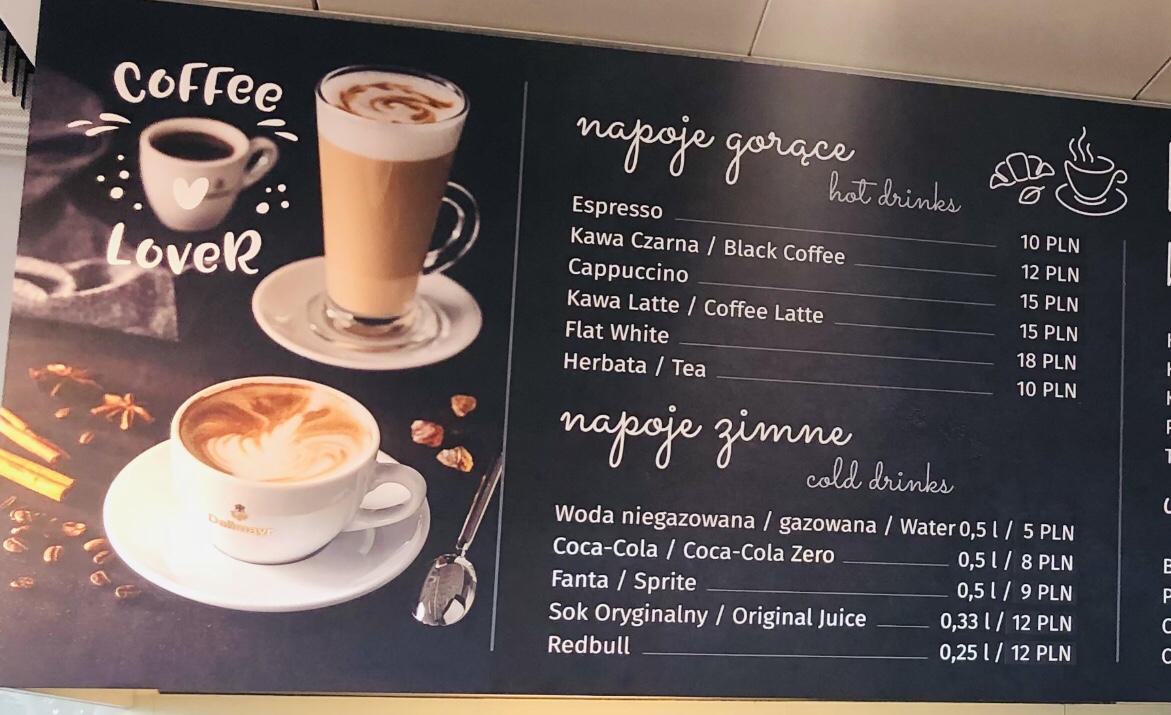 CoFFee
LoveR
Dallmayr
napoje gorące
hot drinks
Espresso 10 PLN
Kawa Czarna / Black Coffee 12 PLN
Cappuccino 15 PLN
Kawa Latte / Coffee Latte 15 PLN
Flat White 18 PLN
Herbata / Tea 10 PLN
napoje zimne
cold drinks
Woda niegazowana / gazowana / Water 0,5 l / 5 PLN
Coca-Cola / Coca-Cola Zero 0,5 l / 8 PLN
Fanta / Sprite 0,5 l / 9 PLN
Sok Oryginalny / Original Juice 0,33 l / 12 PLN
Redbull 0,25 l / 12 PLN